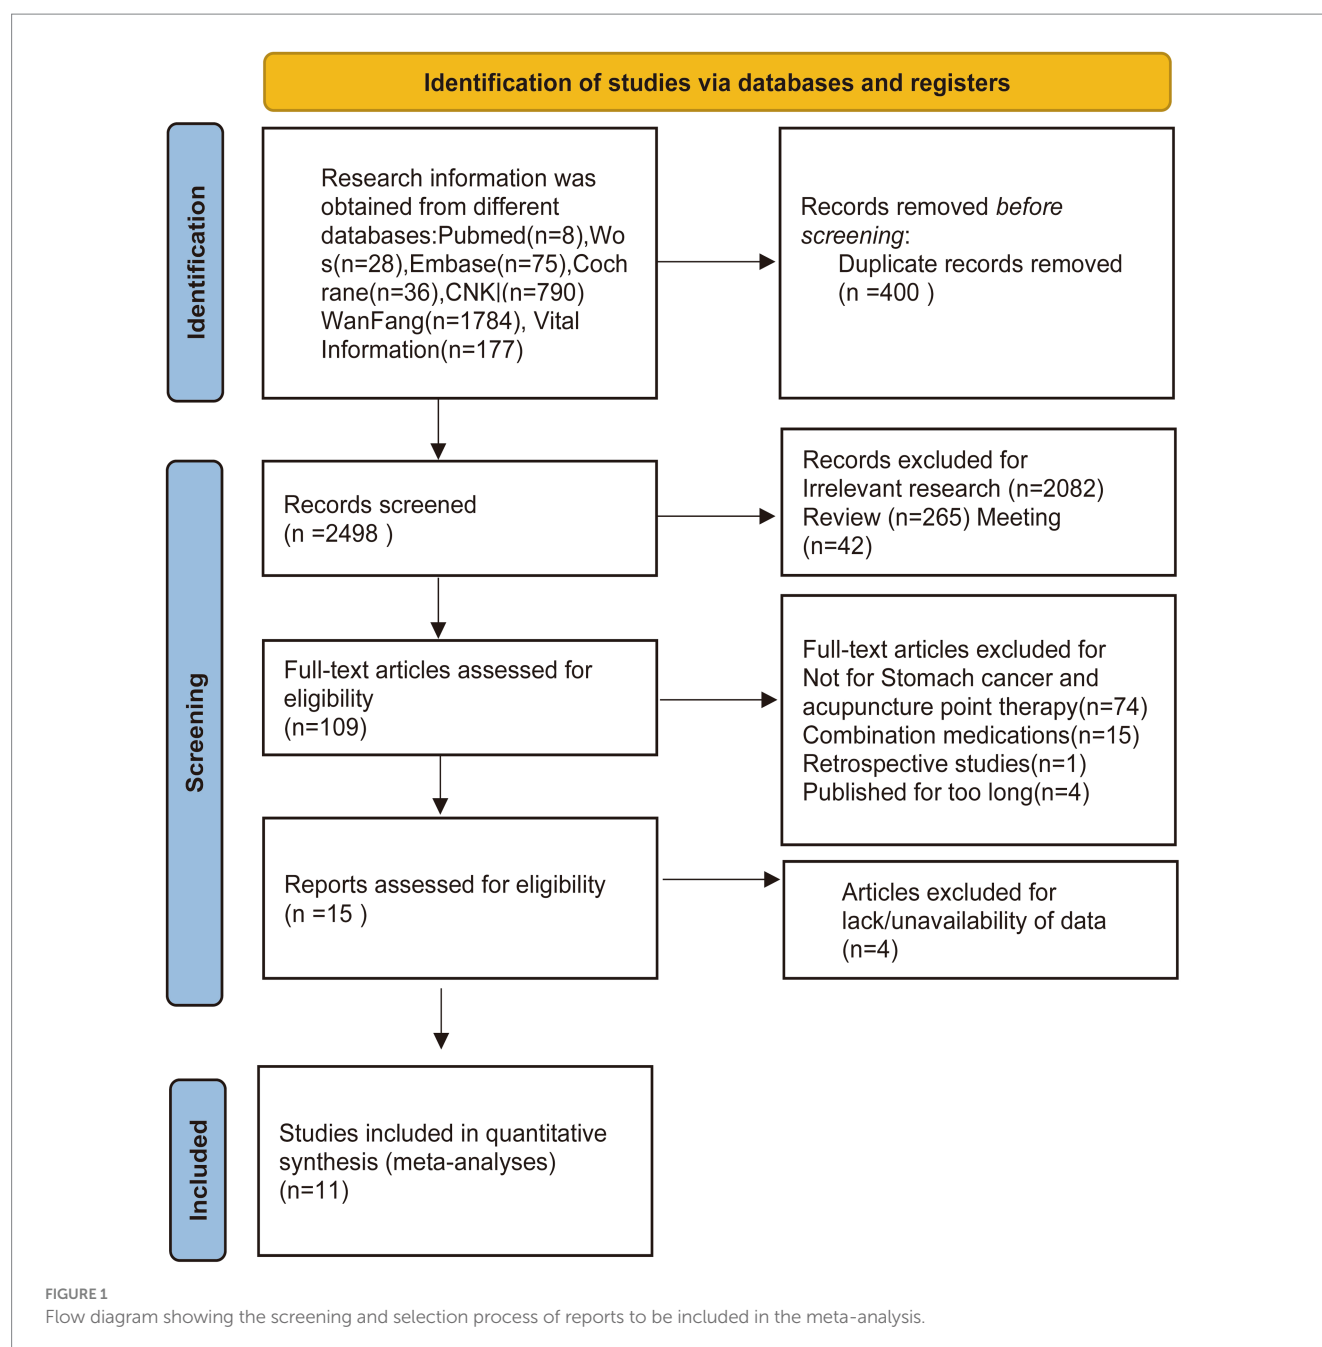 Identification of studies via databases and registers
Identification
Research information was
obtained from different
databases:Pubmed(n=8),Wo
s(n=28),Embase(n=75),Coch
rane(n=36),CNK|(n=790)
WanFang(n=1784), Vital
Information(n=177)
Records removed before
screening:
Duplicate records removed
(n =400 )
Screening
Records screened
(n =2498 )
Records excluded for
Irrelevant research (n=2082)
Review (n=265) Meeting
(n=42)
Full-text articles assessed for
eligibility
(n=109)
Full-text articles excluded for
Not for Stomach cancer and
acupuncture point therapy(n=74)
Combination medications(n=15)
Retrospective studies(n=1)
Published for too long(n=4)
Reports assessed for eligibility
(n =15 )
Articles excluded for
lack/unavailability of data
(n=4)
Included
Studies included in quantitative
synthesis (meta-analyses)
(n=11)
FIGURE 1
Flow diagram showing the screening and selection process of reports to be included in the meta-analysis.